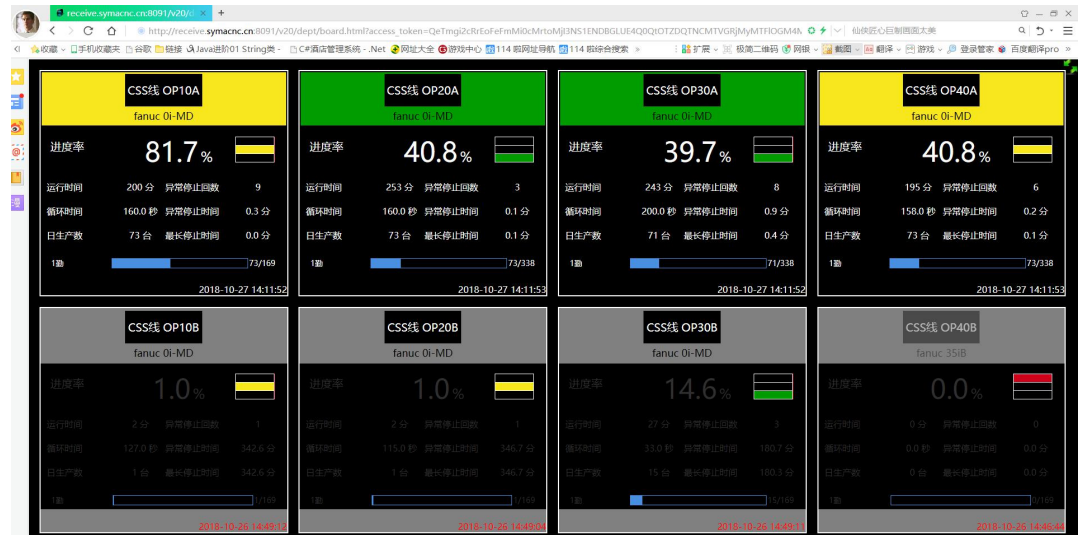 receive.symacnc.cn:8091/v20/d
http://receive.symacnc.cn:8091/v20/dept/board.html?access_token=
仙侠匠心巨制画面太美
收藏 手机收藏夹 谷歌 链接 Java进阶01 String类 - C#酒店管理系统 - .Net 网址大全 游戏中心 114 啦网址导航 114 啦综合搜索 » 扩展 极简二维码 网银 截图 翻译 游戏 登录管家 百度翻译pro »
CSS线 OP10A
fanuc 0i-MD
进度率 81.7%
运行时间 200 分 异常停止回数 9
循环时间 160.0 秒 异常停止时间 0.3 分
日生产数 73 台 最长停止时间 0.0 分
1勤 73/169
2018-10-27 14:11:52
CSS线 OP20A
fanuc 0i-MD
进度率 40.8%
运行时间 253 分 异常停止回数 3
循环时间 160.0 秒 异常停止时间 0.1 分
日生产数 73 台 最长停止时间 0.1 分
1勤 73/338
2018-10-27 14:11:53
CSS线 OP30A
fanuc 0i-MD
进度率 39.7%
运行时间 243 分 异常停止回数 8
循环时间 200.0 秒 异常停止时间 0.9 分
日生产数 71 台 最长停止时间 0.4 分
1勤 71/338
2018-10-27 14:11:52
CSS线 OP40A
fanuc 0i-MD
进度率 40.8%
运行时间 195 分 异常停止回数 6
循环时间 158.0 秒 异常停止时间 0.2 分
日生产数 73 台 最长停止时间 0.1 分
1勤 73/338
2018-10-27 14:11:53
CSS线 OP10B
fanuc 0i-MD
进度率 1.0%
运行时间 2 分 异常停止回数 1
循环时间 127.0 秒 异常停止时间 342.6 分
日生产数 1 台 最长停止时间 342.6 分
1勤 1/169
2018-10-26 14:49:12
CSS线 OP20B
fanuc 0i-MD
进度率 1.0%
运行时间 2 分 异常停止回数 1
循环时间 115.0 秒 异常停止时间 346.7 分
日生产数 1 台 最长停止时间 346.7 分
1勤 1/169
2018-10-26 14:49:04
CSS线 OP30B
fanuc 0i-MD
进度率 14.6%
运行时间 27 分 异常停止回数 3
循环时间 33.0 秒 异常停止时间 180.7 分
日生产数 15 台 最长停止时间 180.3 分
1勤 15/169
2018-10-26 14:49:11
CSS线 OP40B
fanuc 35iB
进度率 0.0%
运行时间 0 分 异常停止回数 0
循环时间 0.0 秒 异常停止时间 0.0 分
日生产数 0 台 最长停止时间 0.0 分
1勤 0/169
2018-10-26 14:46:44